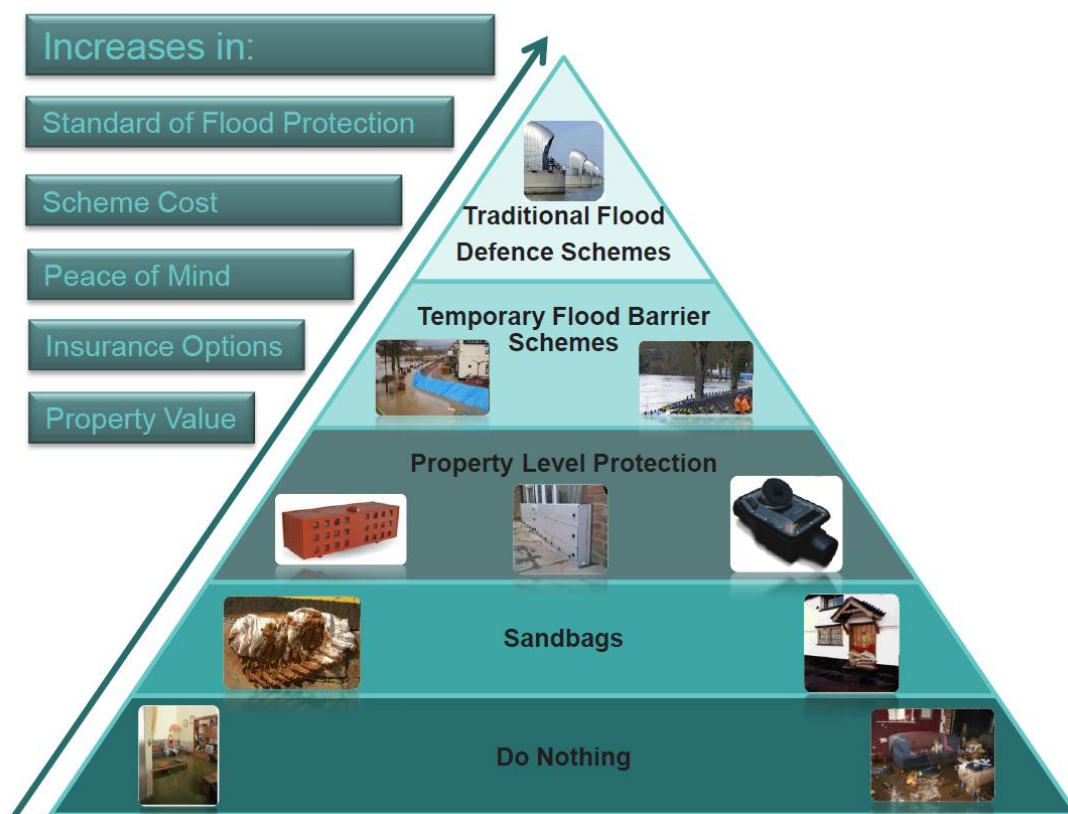 Increases in:
Standard of Flood Protection
Scheme Cost
Peace of Mind
Insurance Options
Property Value
Traditional Flood
Defence Schemes
Temporary Flood Barrier
Schemes
Property Level Protection
Sandbags
Do Nothing